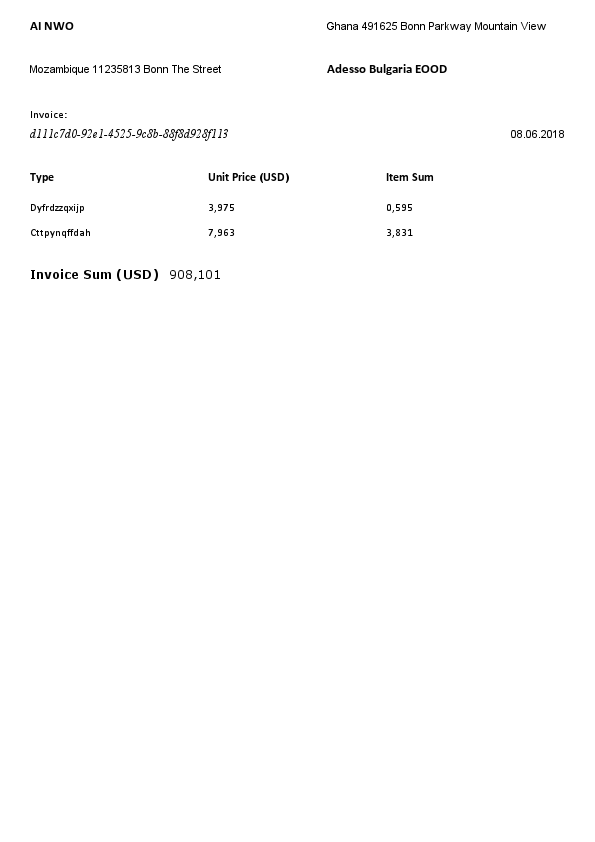 AI NWO Ghana 491625 Bonn Parkway Mountain View
Mozambique 11235813 Bonn The Street Adesso Bulgaria EOOD
Invoice:
d111c7d0-92e1-4525-9c8b-88f8d928f113 08.06.2018
Type Unit Price (USD) Item Sum
Dyfrdzzqxijp 3,975 0,595
Cttpynqffdah 7,963 3,831
Invoice Sum (USD) 908,101